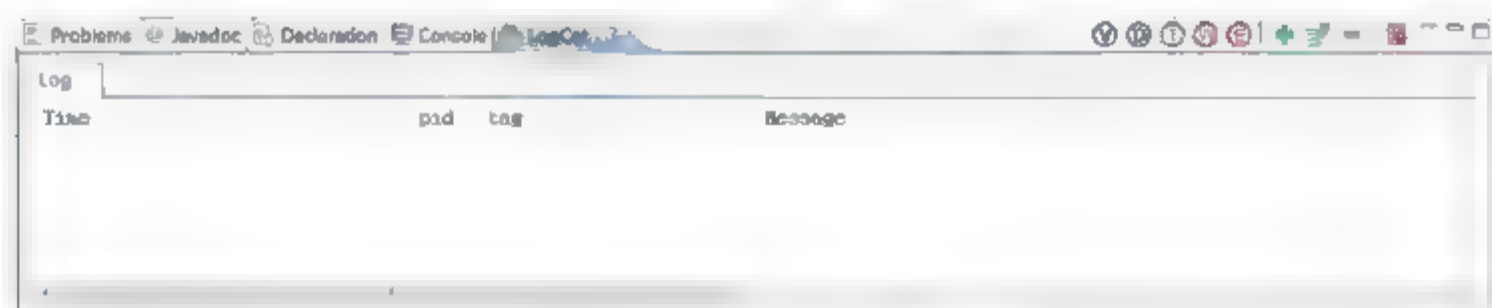 Problems @ Javadoc Declaration Console LogCat
V D I W E
Log
Time pid tag Message